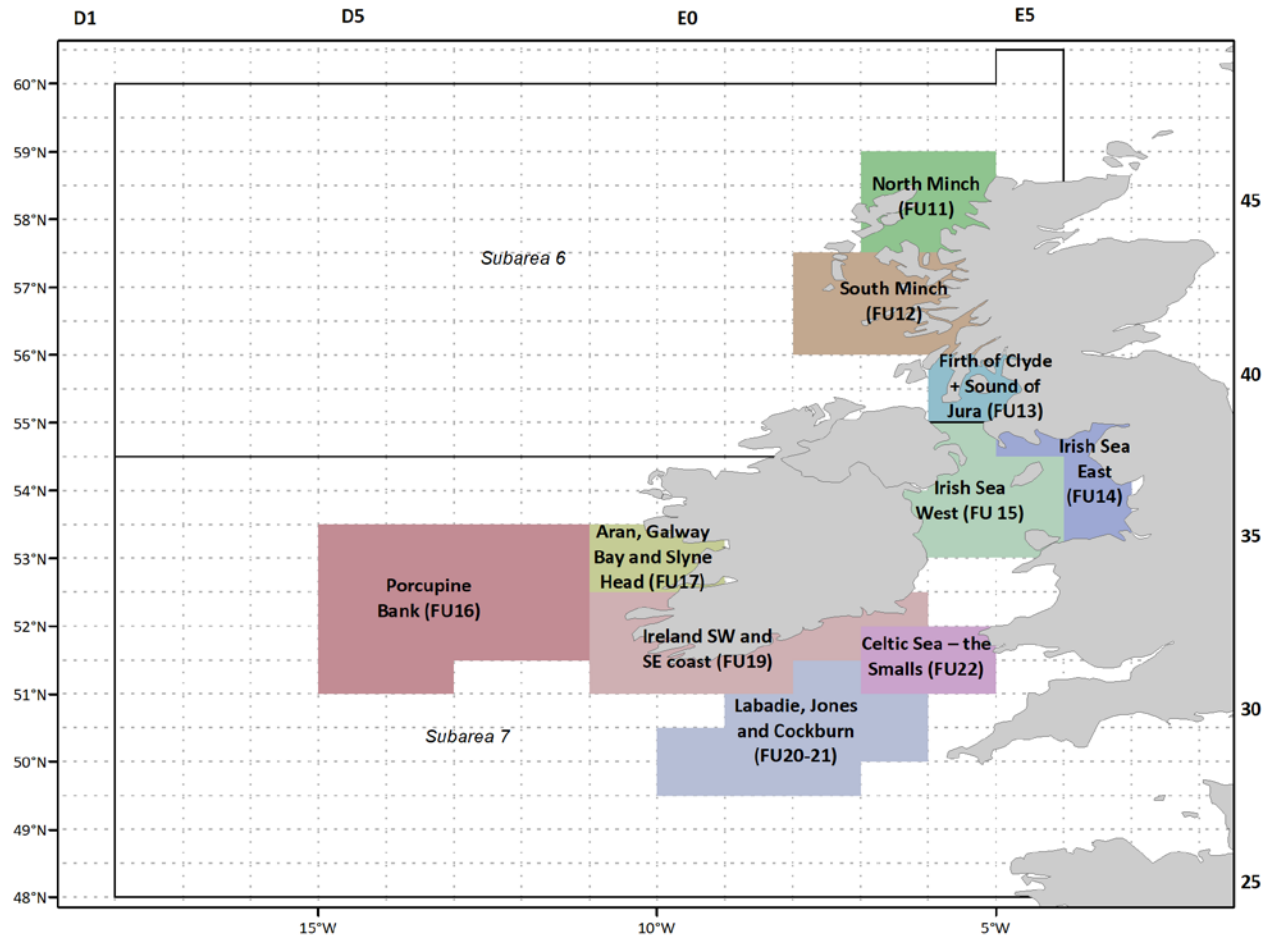 D1
D5
E0
E5
60°N
59°N
North Minch
(FU11)
45
58°N
Subarea 6
57°N
South Minch
(FU12)
56°N
Firth of Clyde
+ Sound of
Jura (FU13)
40
55°N
Irish Sea
East
(FU14)
54°N
Irish Sea
West (FU 15)
Aran, Galway
Bay and Slyne
Head (FU17)
35
53°N
Porcupine
Bank (FU16)
52°N
Ireland SW and
SE coast (FU19)
Celtic Sea – the
Smalls (FU22)
51°N
Labadie, Jones
and Cockburn
(FU20-21)
30
Subarea 7
50°N
49°N
48°N
25
15°W
10°W
5°W